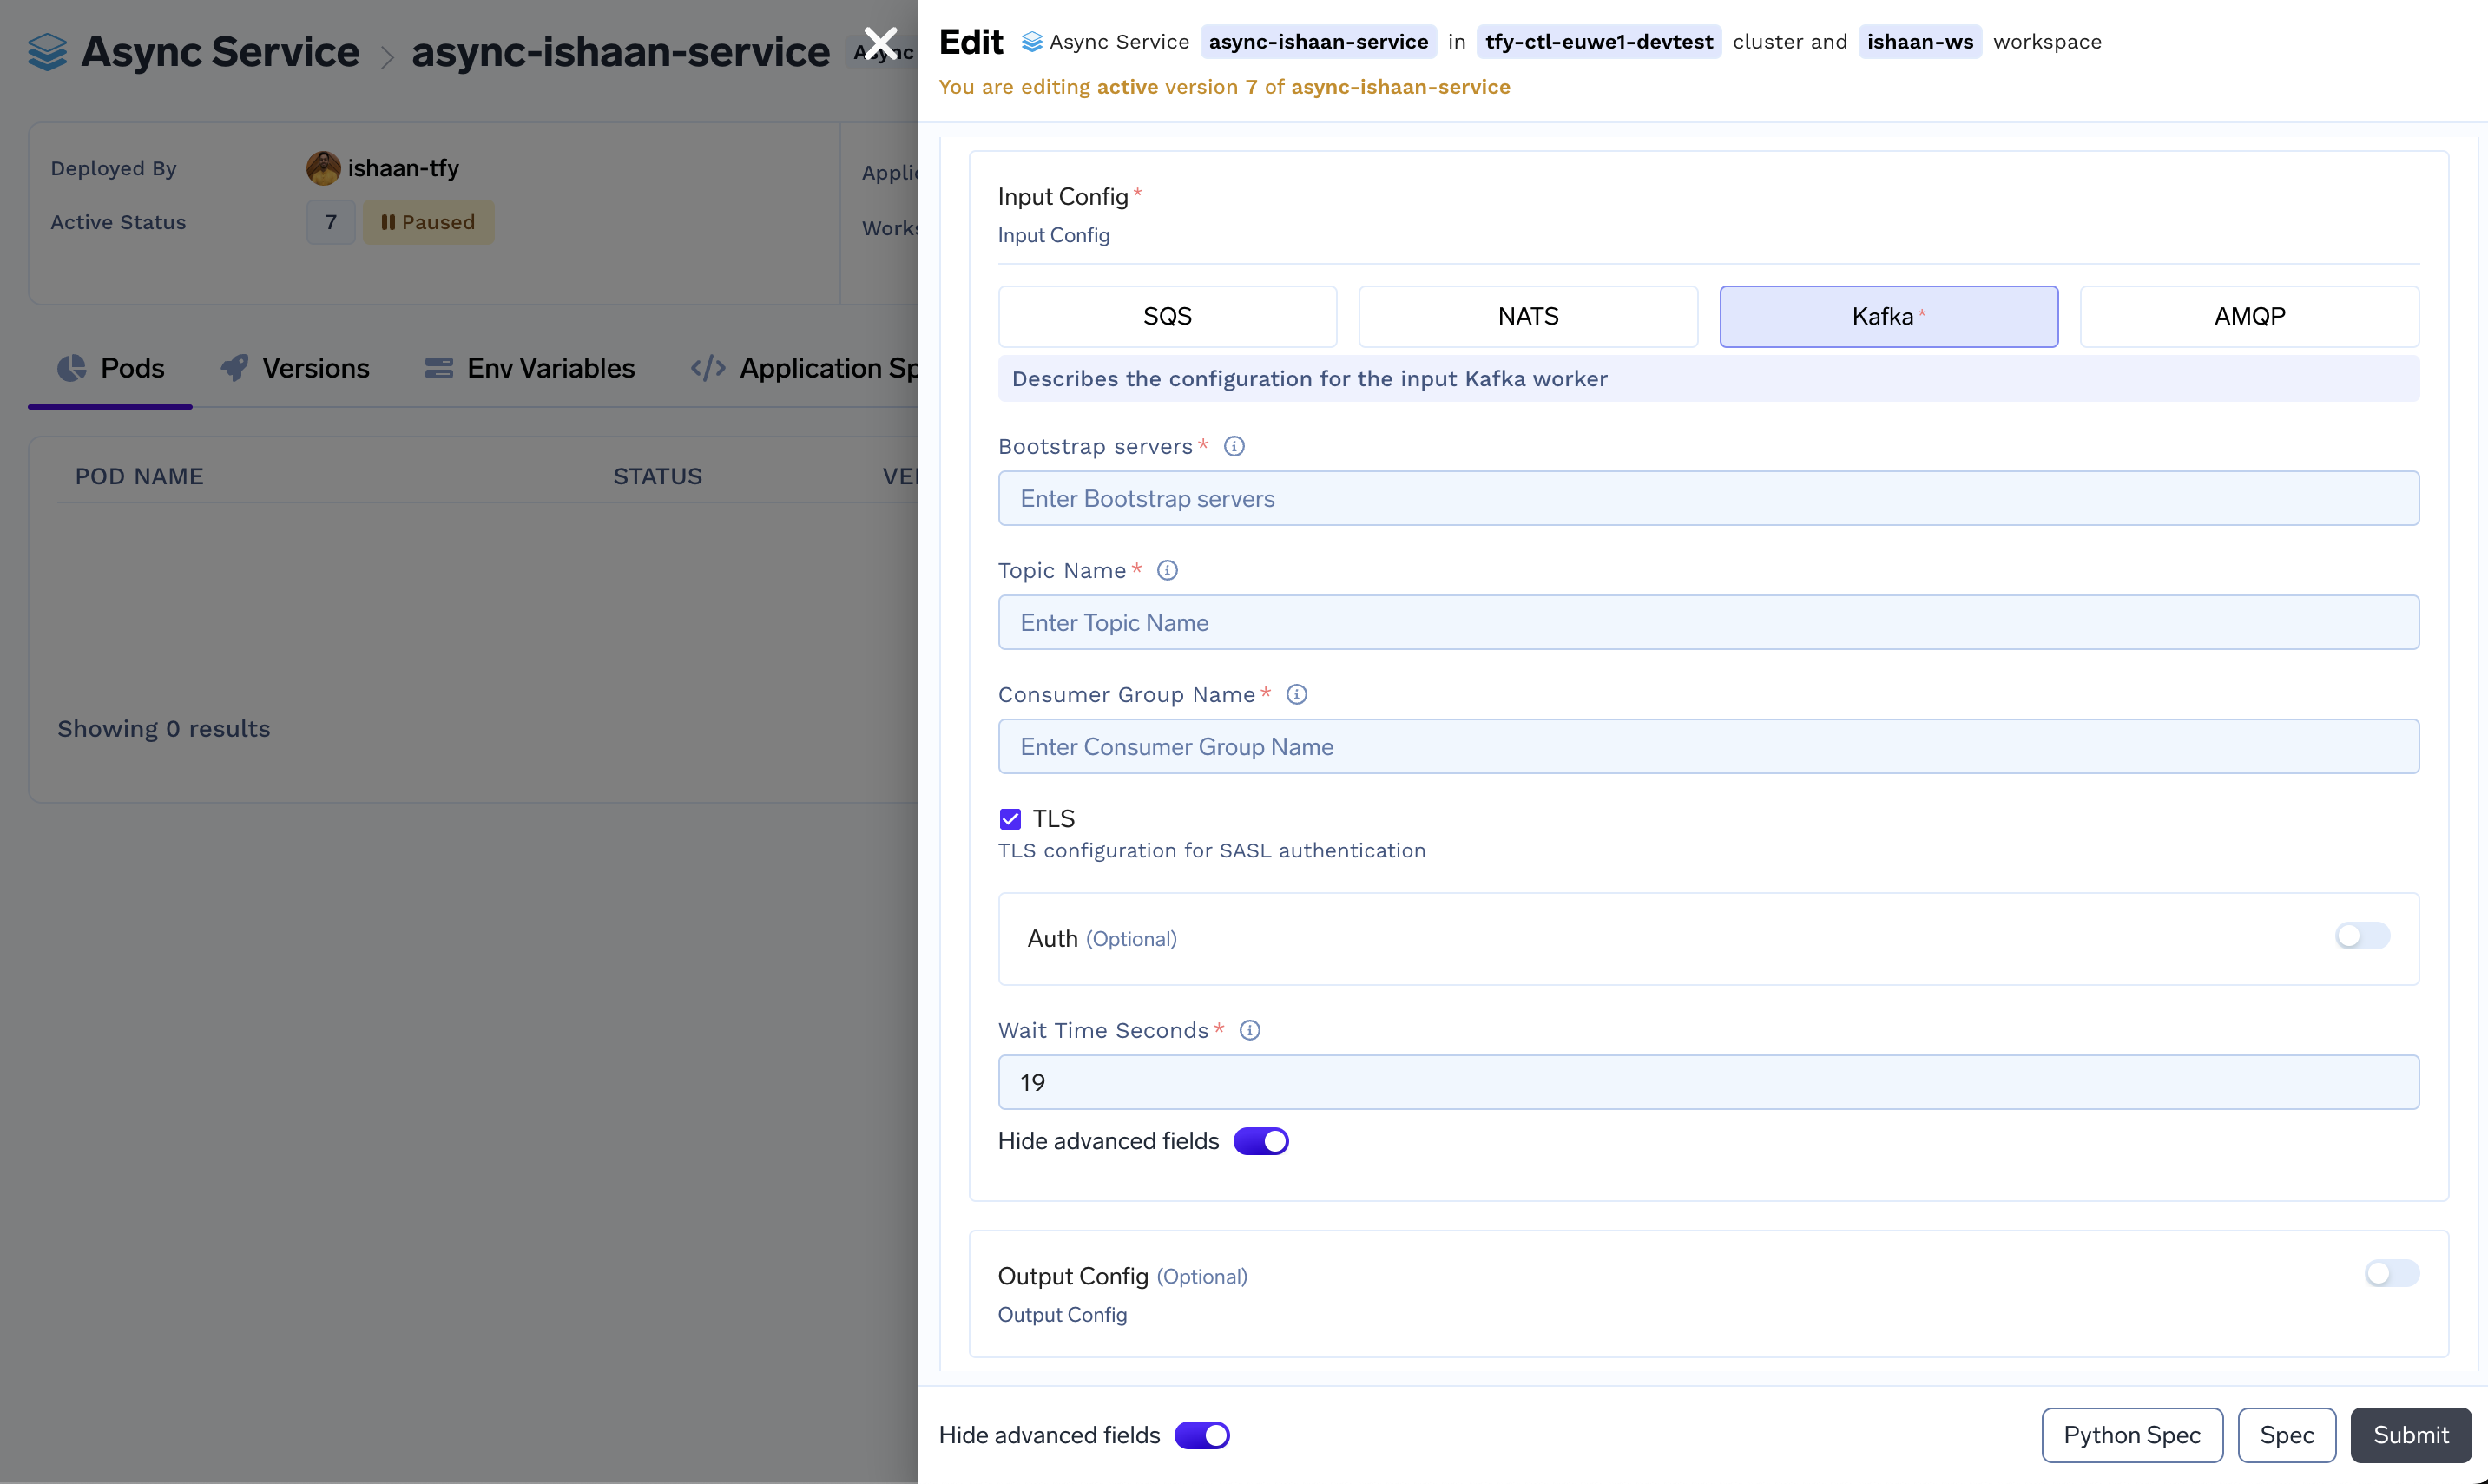 Async Service > async-ishaan-service Async
Deployed By ishaan-tfy
Active Status 7 Paused
Pods Versions Env Variables </> Application Sp
POD NAME STATUS
Showing 0 results
Edit Async Service async-ishaan-service in tfy-ctl-euwe1-devtest cluster and ishaan-ws workspace
You are editing active version 7 of async-ishaan-service
Input Config*
Input Config
SQS NATS Kafka* AMQP
Describes the configuration for the input Kafka worker
Bootstrap servers*
Enter Bootstrap servers
Topic Name*
Enter Topic Name
Consumer Group Name*
Enter Consumer Group Name
TLS
TLS configuration for SASL authentication
Auth (Optional)
Wait Time Seconds*
19
Hide advanced fields
Output Config (Optional)
Output Config
Hide advanced fields
Python Spec Spec Submit